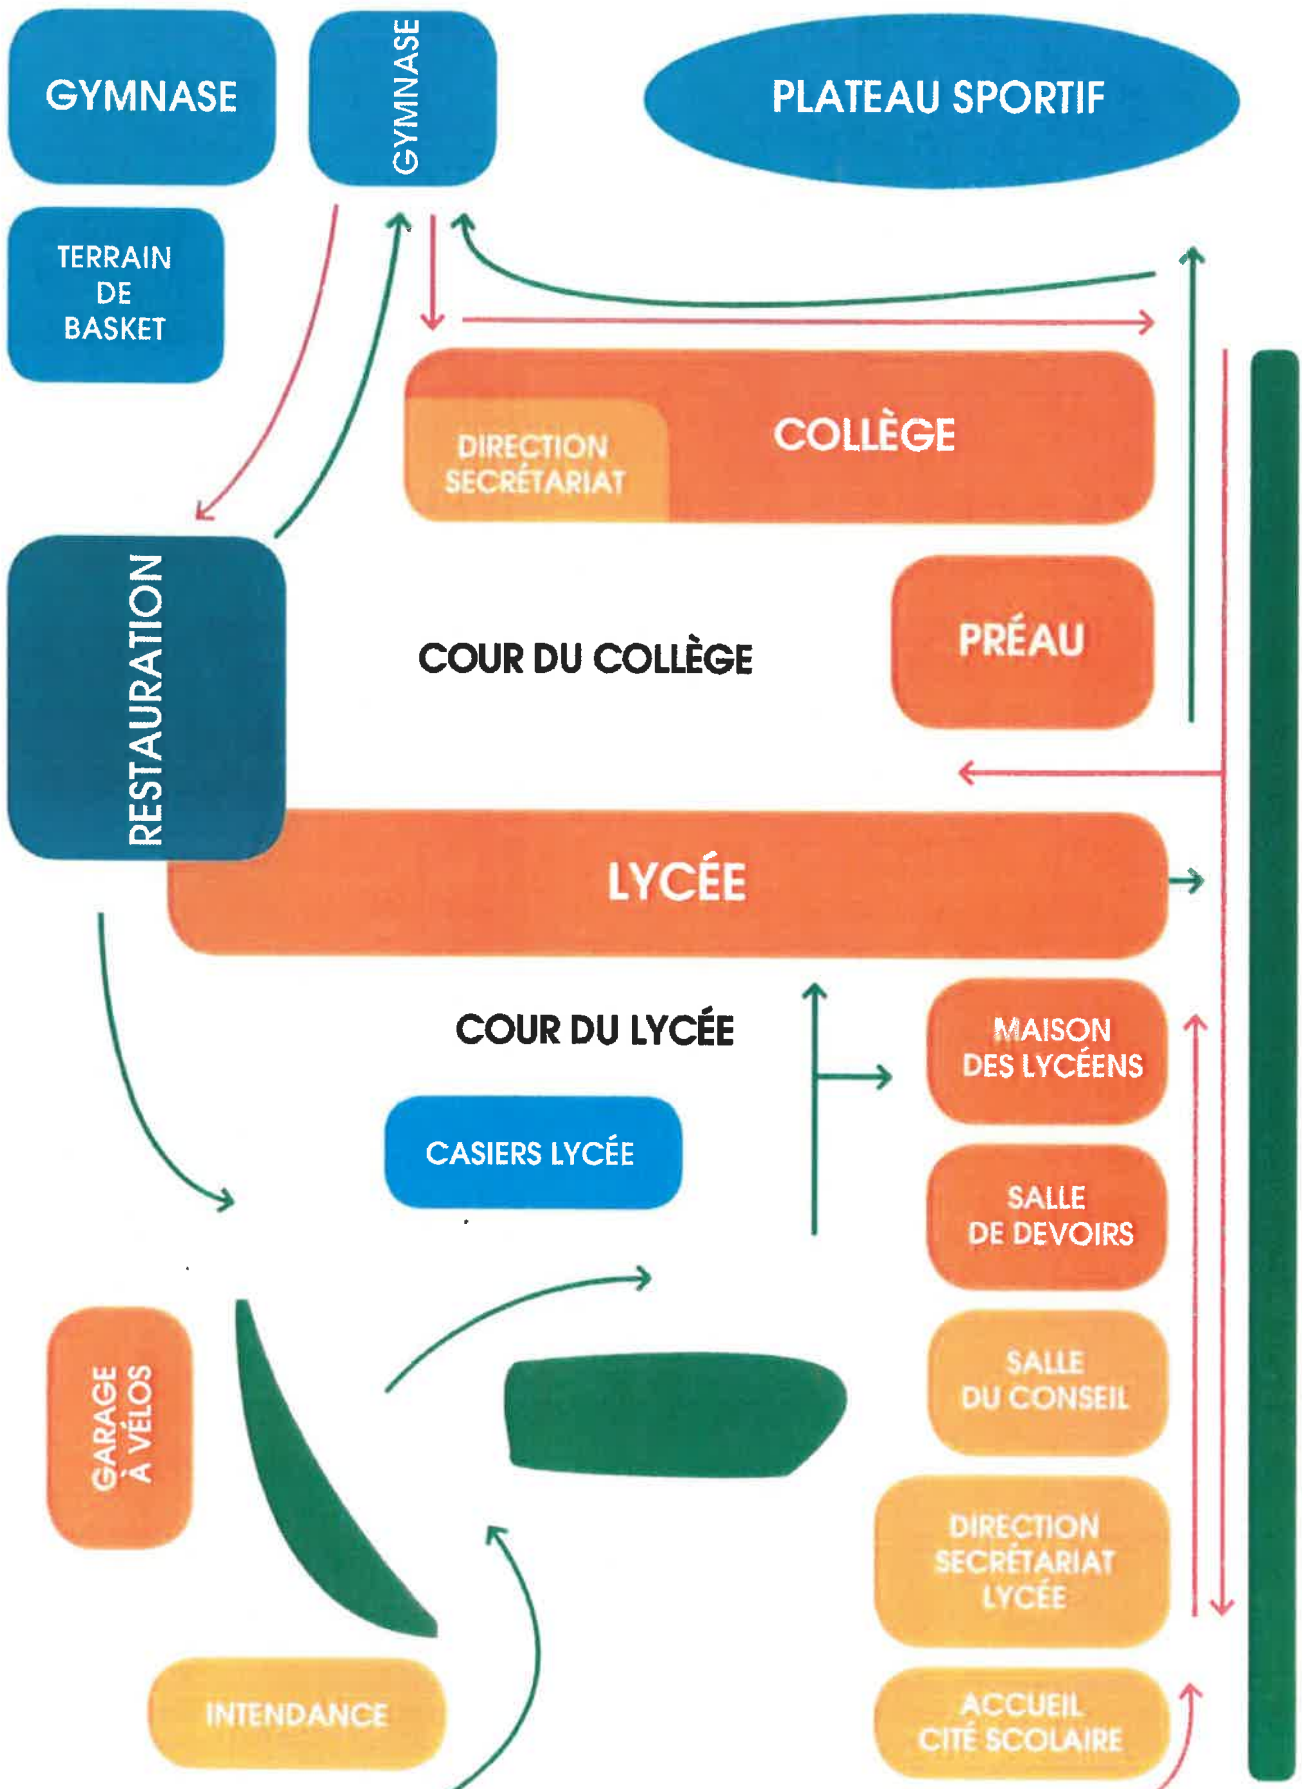 GYMNASE
GYMNASE
PLATEAU SPORTIF
TERRAIN
DE
BASKET
COLLÈGE
DIRECTION
SECRÉTARIAT
RESTAURATION
COUR DU COLLÈGE
PRÉAU
LYCÉE
COUR DU LYCÉE
MAISON
DES LYCÉENS
CASIERS LYCÉE
SALLE
DE DEVOIRS
GARAGE
À VÉLOS
SALLE
DU CONSEIL
DIRECTION
SECRÉTARIAT
LYCÉE
INTENDANCE
ACCUEIL
CITÉ SCOLAIRE